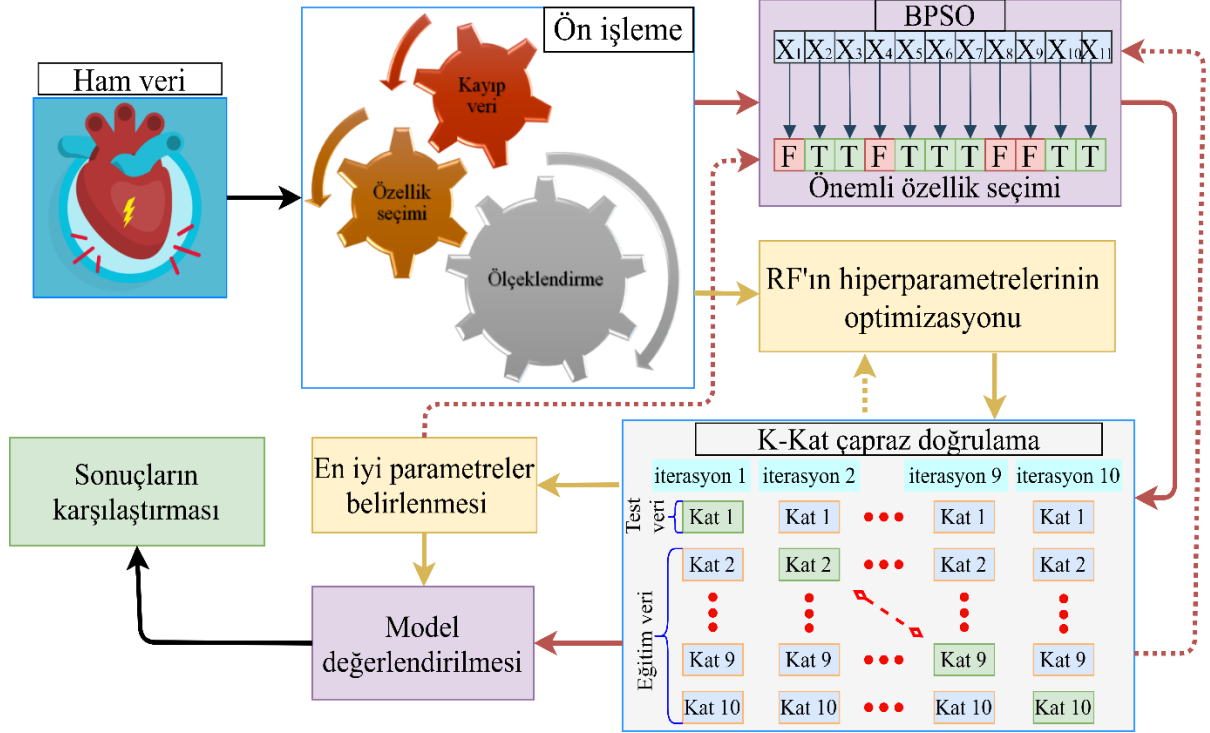 Ham veri
Ön işleme
Kayıp
veri
Özellik
seçimi
Ölçeklendirme
BPSO
X1 X2 X3 X4 X5 X6 X7 X8 X9 X10 X11
F T T F T T T F F T T
Önemli özellik seçimi
RF'ın hiperparametrelerinin
optimizasyonu
K-Kat çapraz doğrulama
iterasyon 1 iterasyon 2 iterasyon 9 iterasyon 10
Test
veri
Kat 1 Kat 1 Kat 1 Kat 1
Eğitim veri
Kat 2 Kat 2 Kat 2 Kat 2
Kat 9 Kat 9 Kat 9 Kat 9
Kat 10 Kat 10 Kat 10 Kat 10
En iyi parametreler
belirlenmesi
Model
değerlendirilmesi
Sonuçların
karşılaştırması